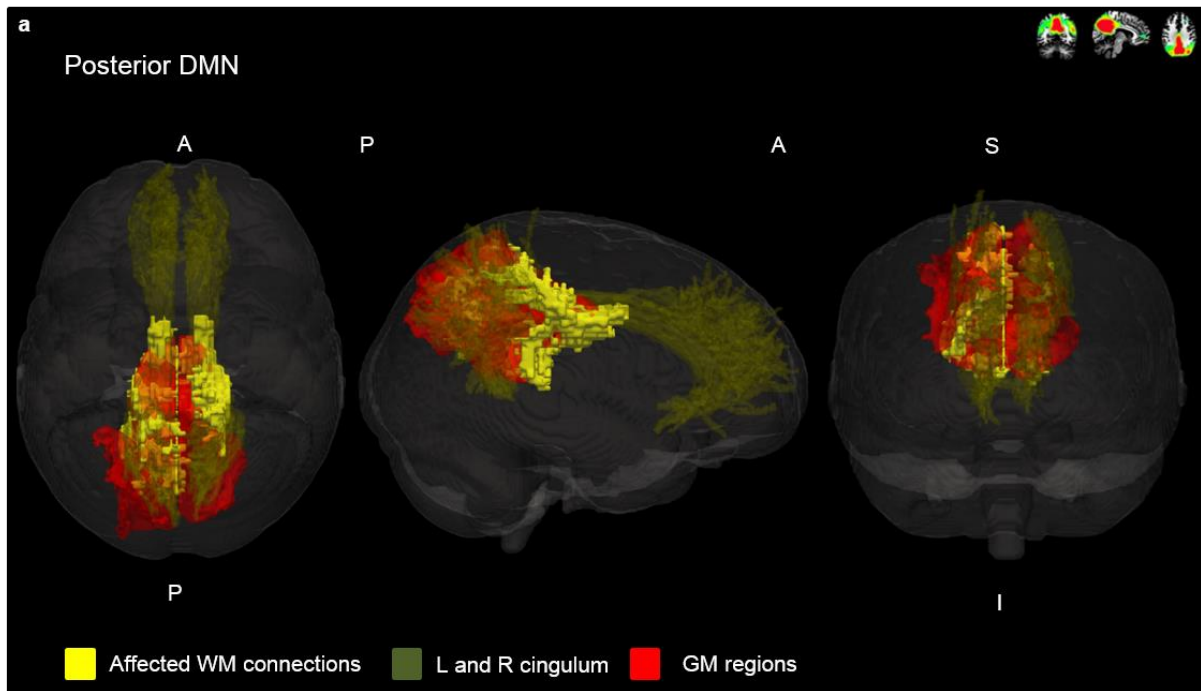 a
Posterior DMN
A
P
A
S
P
I
Affected WM connections
L and R cingulum
GM regions